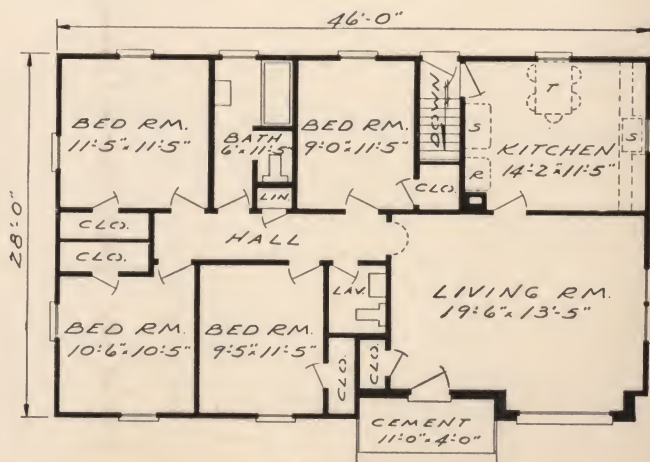 46'-0"
28'-0"
BED RM.
11'-5" x 11'-5"
BATH
6' x 11'-5"
BED RM.
9'-0" x 11'-5"
DOWN
T
S
S
KITCHEN
14'-2" x 11'-5"
R
CLO.
LIN.
CLO.
HALL
CLO.
LAV.
LIVING RM.
19'-6" x 13'-5"
BED RM.
10'-6" x 10'-5"
BED RM.
9'-5" x 11'-5"
CLO.
CLO.
CEMENT
11'-0" x 4'-0"